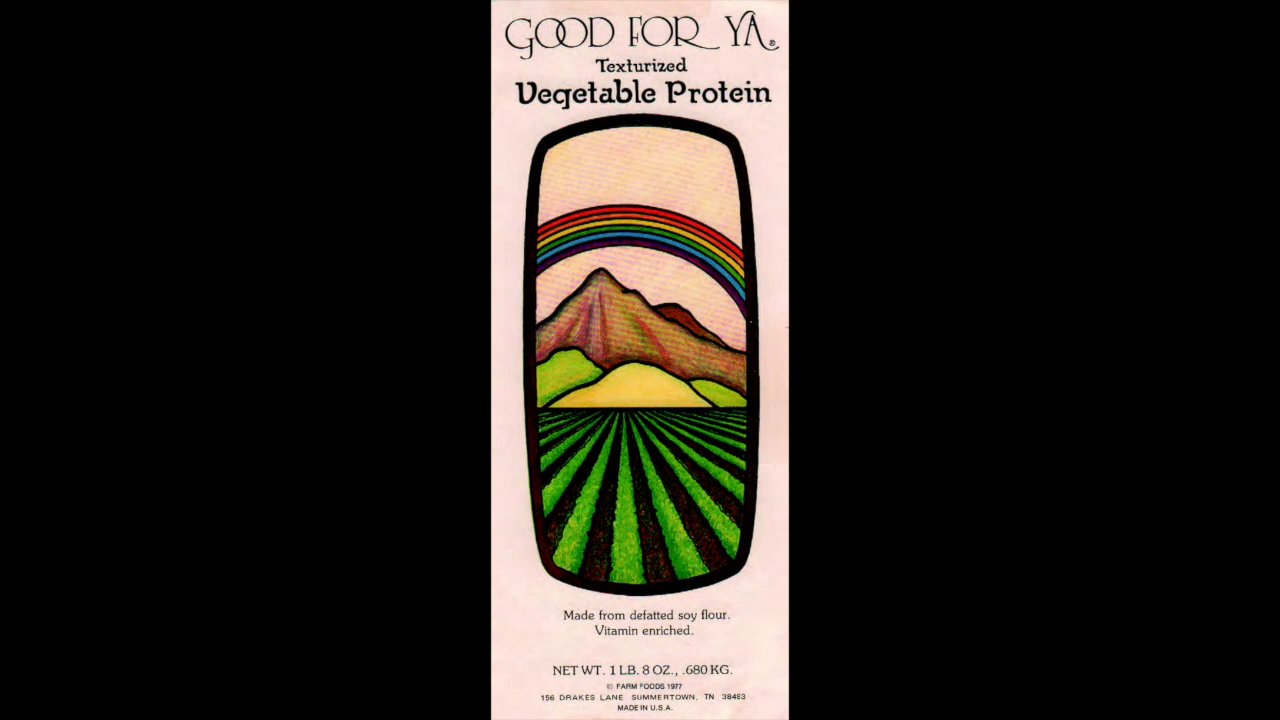 GOOD FOR YA®
Texturized
Vegetable Protein
Made from defatted soy flour.
Vitamin enriched.
NET WT. 1 LB. 8 OZ., .680 KG.
© FARM FOODS 1977
156 DRAKES LANE SUMMERTOWN, TN 38483
MADE IN U.S.A.